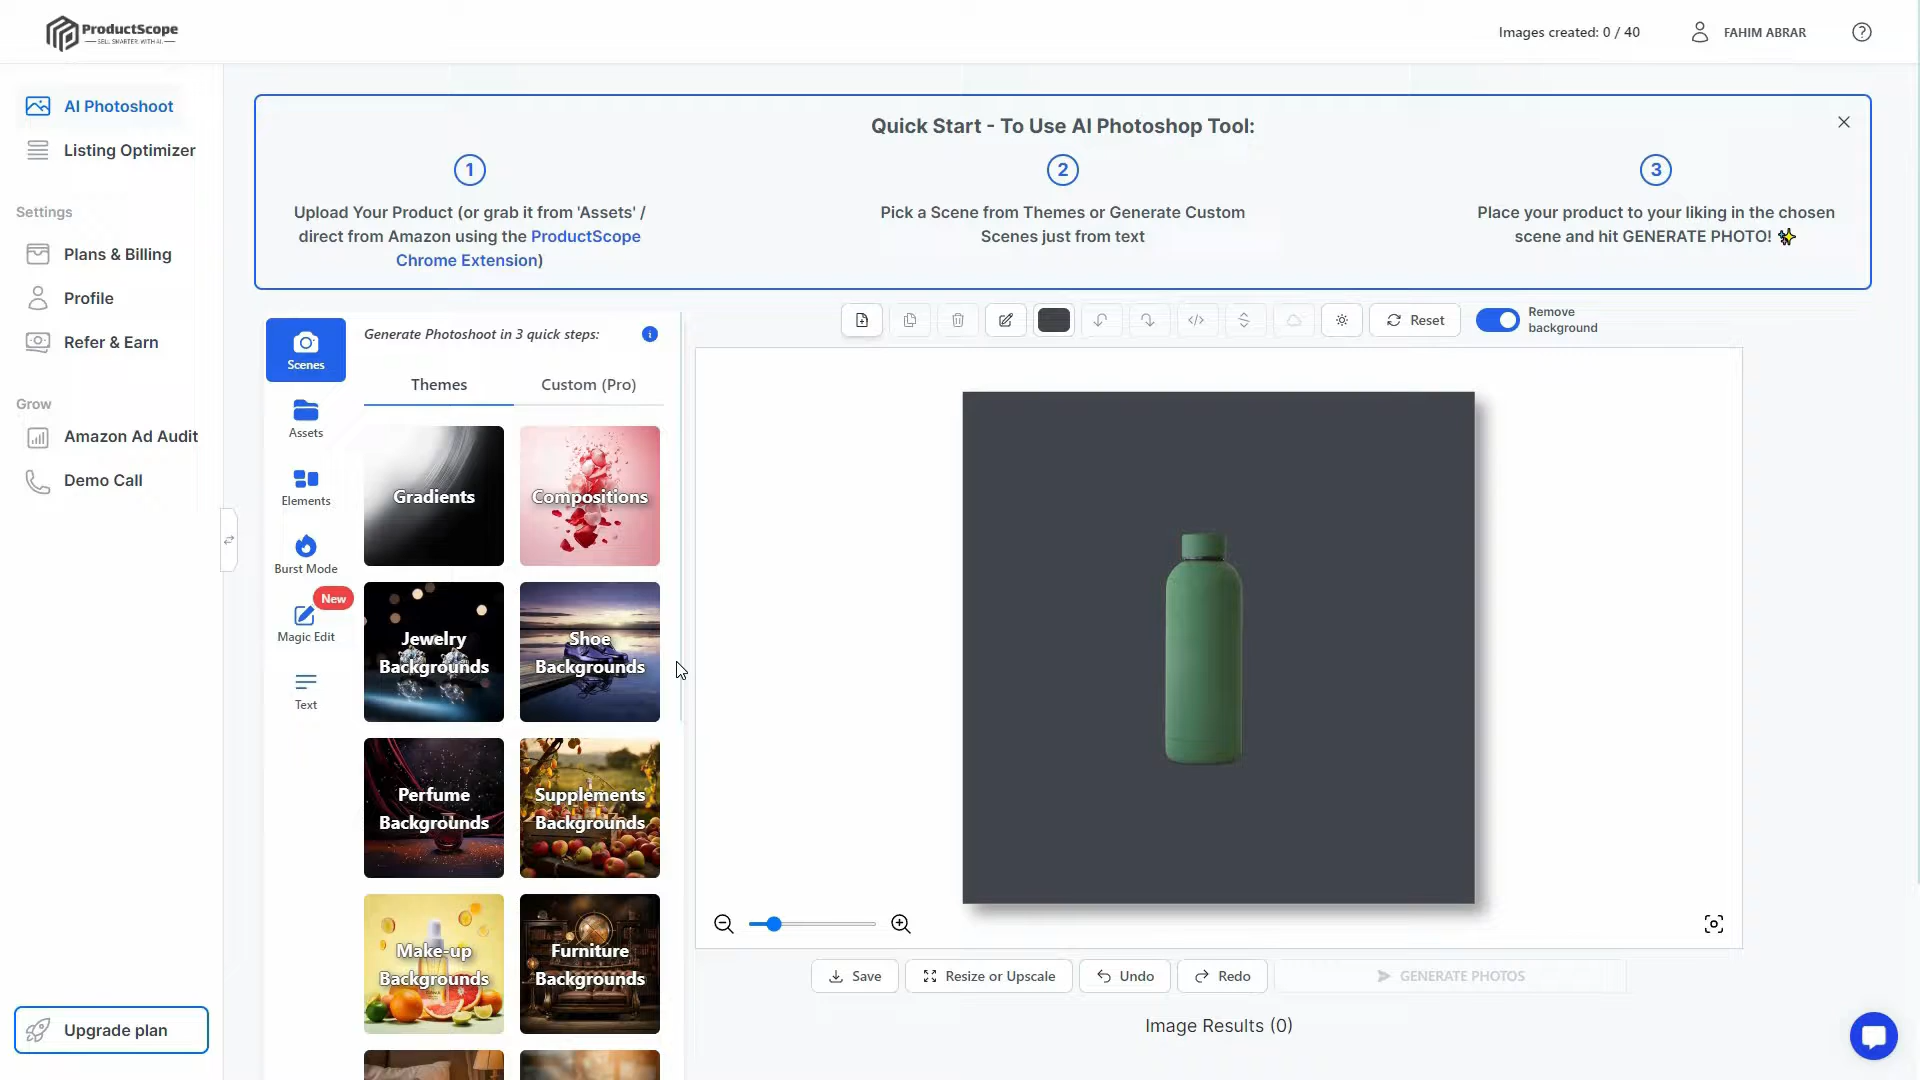 ProductScope
SELL SMARTER. WITH AI.
Images created: 0 / 40
FAHIM ABRAR
AI Photoshoot
Listing Optimizer
Settings
Plans & Billing
Profile
Refer & Earn
Grow
Amazon Ad Audit
Demo Call
Upgrade plan
Quick Start - To Use AI Photoshop Tool:
1
Upload Your Product (or grab it from 'Assets' /
direct from Amazon using the ProductScope
Chrome Extension)
2
Pick a Scene from Themes or Generate Custom
Scenes just from text
3
Place your product to your liking in the chosen
scene and hit GENERATE PHOTO! ✨
Scenes
Assets
Elements
Burst Mode
New
Magic Edit
Text
Generate Photoshoot in 3 quick steps:
Themes
Custom (Pro)
Gradients
Compositions
Jewelry
Backgrounds
Shoe
Backgrounds
Perfume
Backgrounds
Supplements
Backgrounds
Make-up
Backgrounds
Furniture
Backgrounds
Reset
Remove
background
Save
Resize or Upscale
Undo
Redo
GENERATE PHOTOS
Image Results (0)